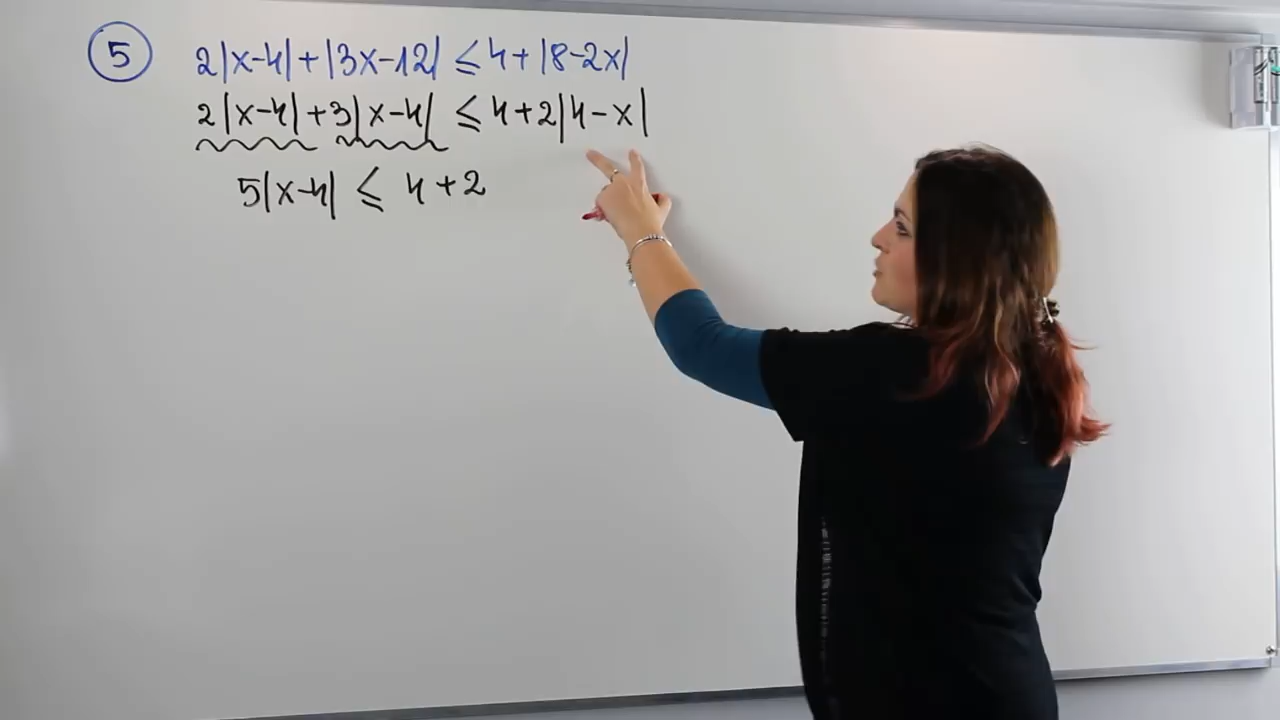 5 2|x-4|+|3x-12| ≤ 4+|8-2x|
2|x-4|+3|x-4| ≤ 4+2|4-x|
5|x-4| ≤ 4+2